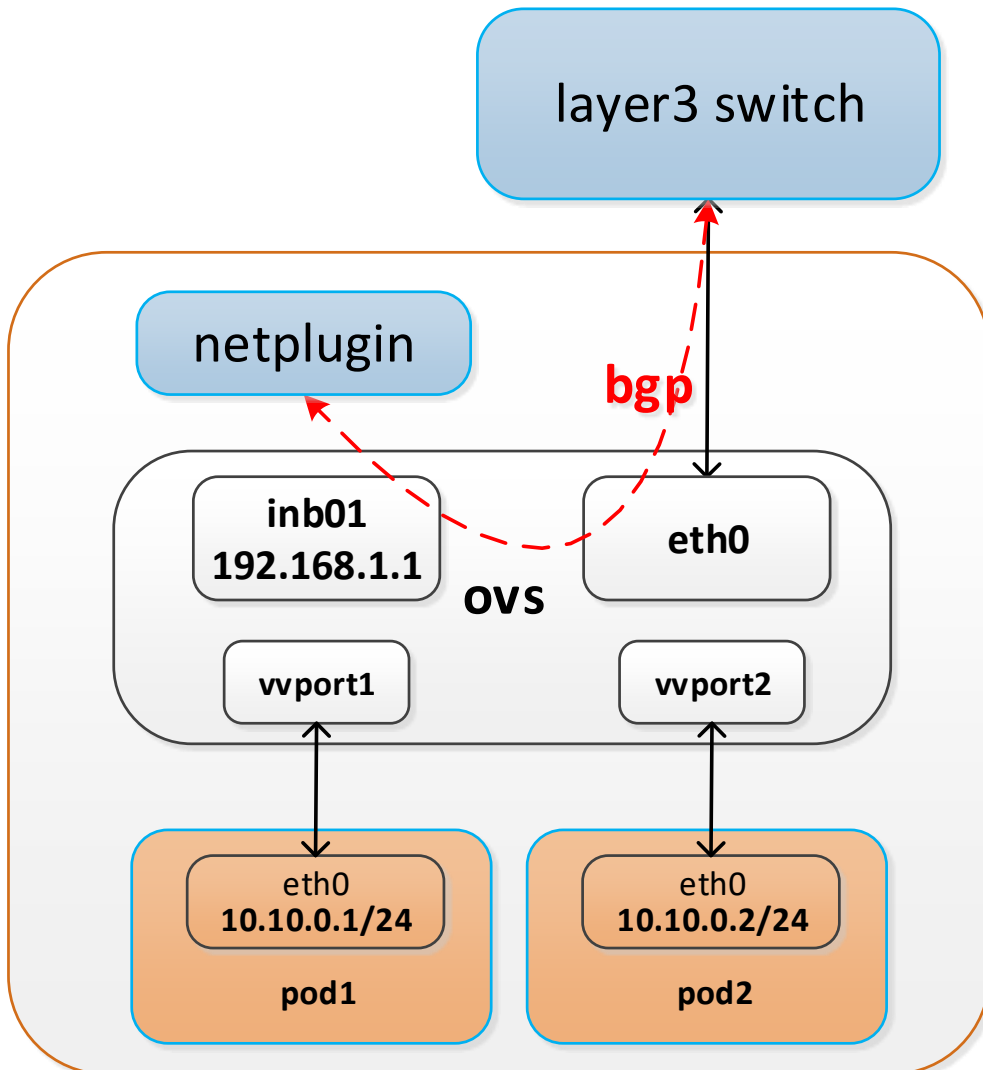 layer3 switch
netplugin
bgp
inb01
192.168.1.1
eth0
ovs
vvport1
vvport2
eth0
10.10.0.1/24
pod1
eth0
10.10.0.2/24
pod2